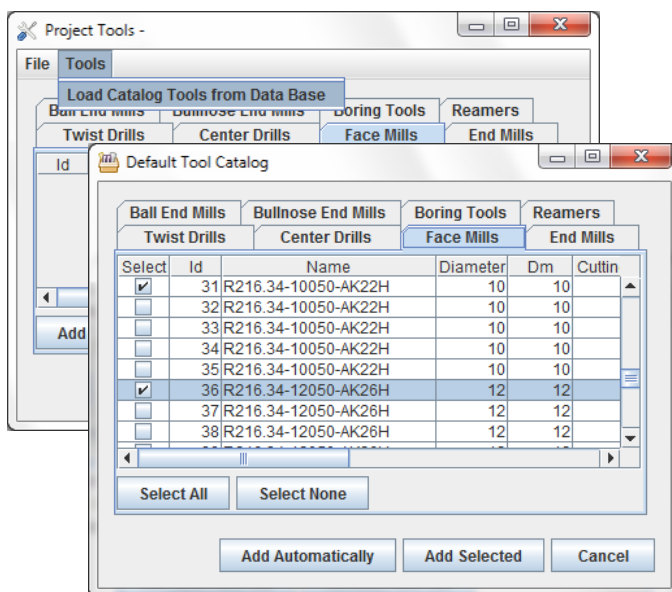 Project Tools -
File Tools
Load Catalog Tools from Data Base
Ball End Mills Bullnose End Mills Boring Tools Reamers
Twist Drills Center Drills Face Mills End Mills
Id
Add
Default Tool Catalog
Ball End Mills Bullnose End Mills Boring Tools Reamers
Twist Drills Center Drills Face Mills End Mills
Select Id Name Diameter Dm Cuttin
31 R216.34-10050-AK22H 10 10
32 R216.34-10050-AK22H 10 10
33 R216.34-10050-AK22H 10 10
34 R216.34-10050-AK22H 10 10
35 R216.34-10050-AK22H 10 10
36 R216.34-12050-AK26H 12 12
37 R216.34-12050-AK26H 12 12
38 R216.34-12050-AK26H 12 12
Select All Select None
Add Automatically Add Selected Cancel